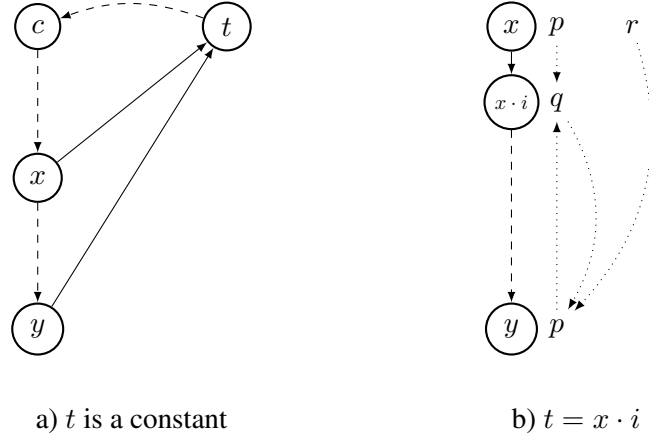 c t x p r
x · i q
x
y y p
a) t is a constant b) t = x · i